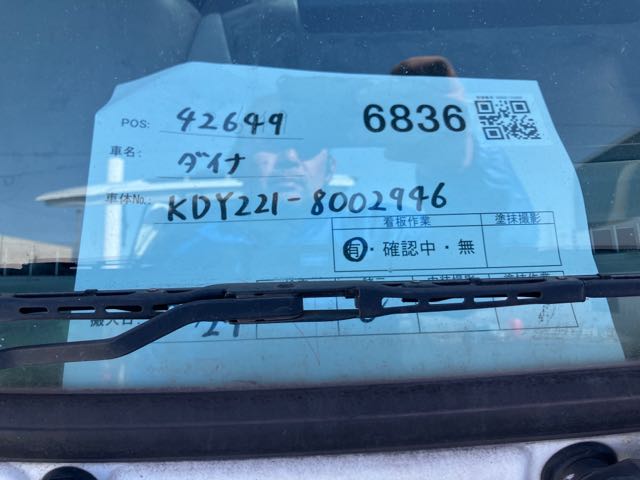 POS: 42649 6836
車名: ダイナ
車体No.: KDY221-8002946
看板作業 塗抹撮影
有・確認中・無